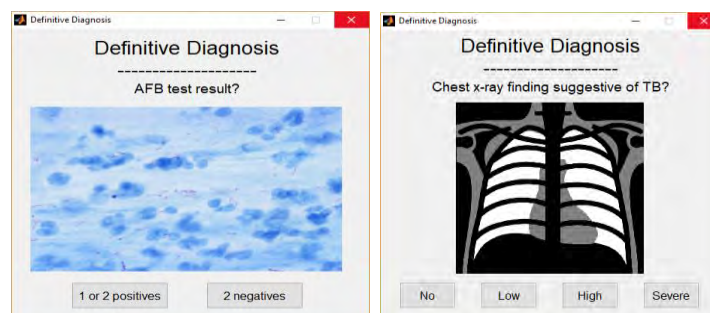 Definitive Diagnosis
Definitive Diagnosis
--------------------
AFB test result?
1 or 2 positives
2 negatives
Definitive Diagnosis
Definitive Diagnosis
--------------------
Chest x-ray finding suggestive of TB?
No
Low
High
Severe